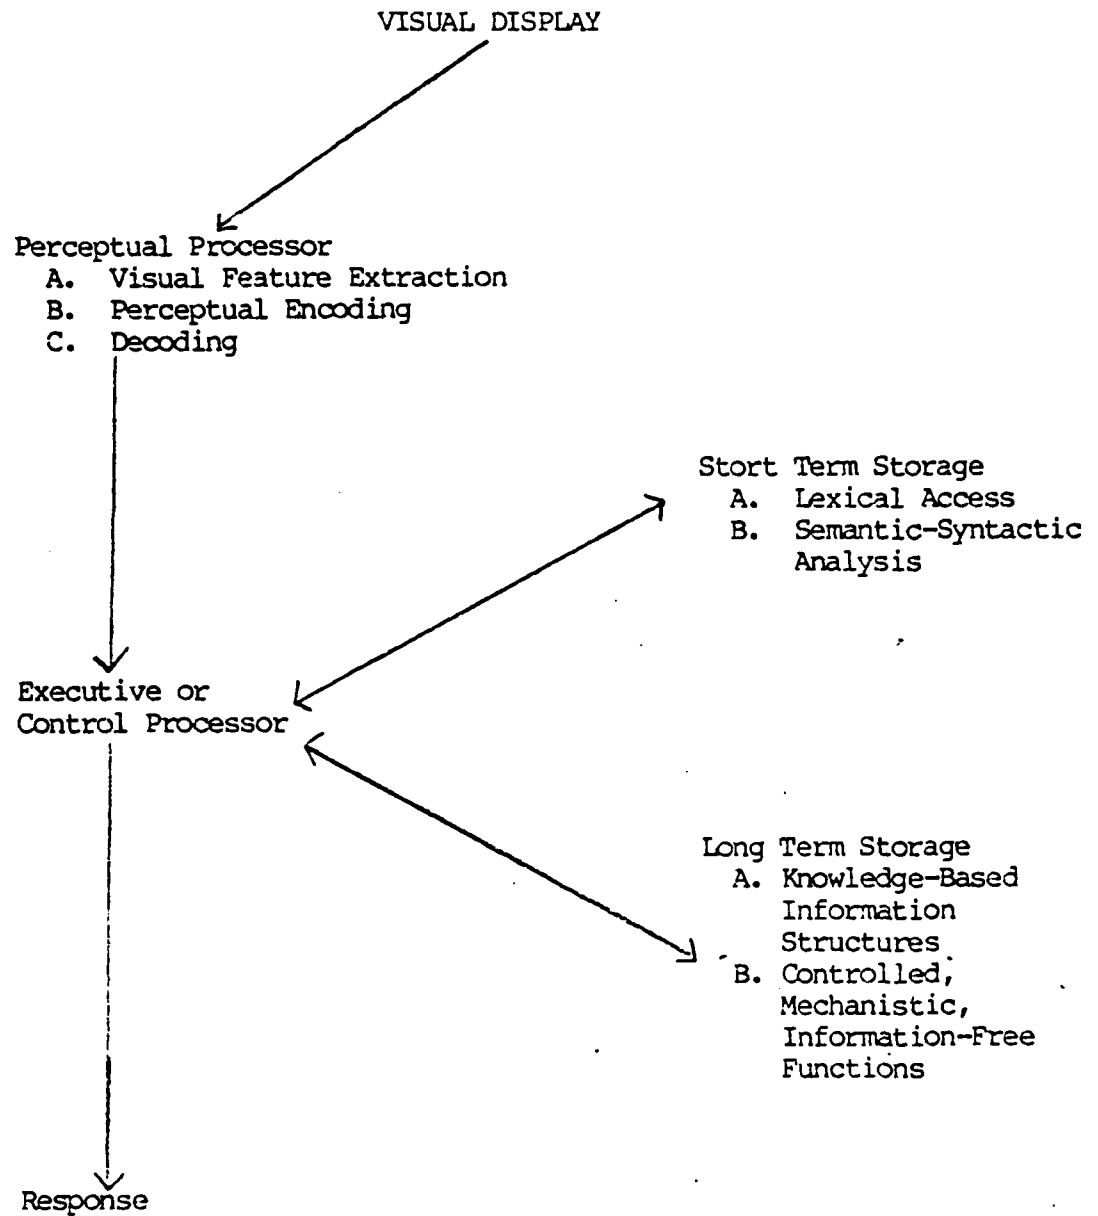 VISUAL DISPLAY
Perceptual Processor
A. Visual Feature Extraction
B. Perceptual Encoding
C. Decoding
Stort Term Storage
A. Lexical Access
B. Semantic-Syntactic
Analysis
Executive or
Control Processor
Long Term Storage
A. Knowledge-Based
Information
Structures
B. Controlled,
Mechanistic,
Information-Free
Functions
Response